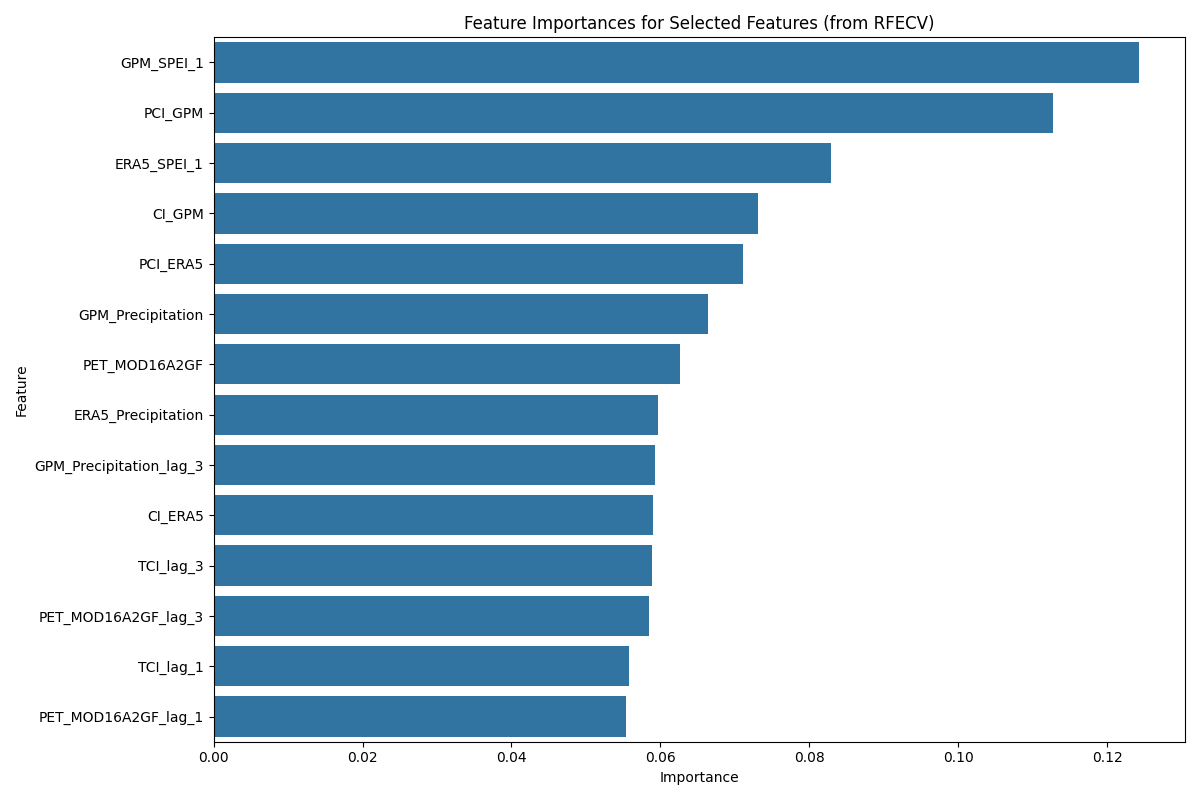 Feature Importances for Selected Features (from RFECV)
GPM_SPEI_1
PCI_GPM
ERA5_SPEI_1
CI_GPM
PCI_ERA5
GPM_Precipitation
PET_MOD16A2GF
ERA5_Precipitation
GPM_Precipitation_lag_3
CI_ERA5
TCI_lag_3
PET_MOD16A2GF_lag_3
TCI_lag_1
PET_MOD16A2GF_lag_1
Feature
0.00 0.02 0.04 0.06 0.08 0.10 0.12
Importance